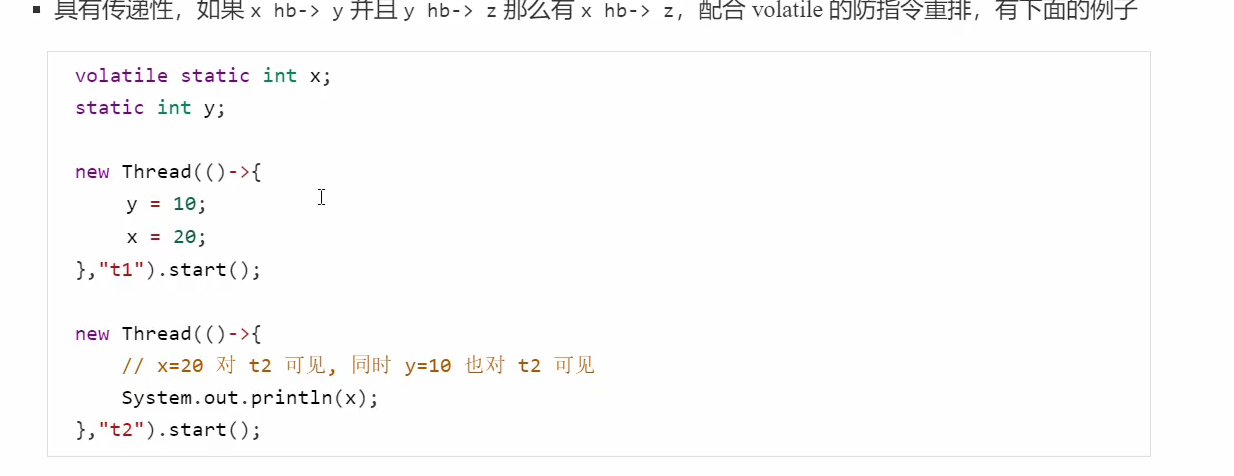 ▪ 具有传递性，如果 x hb-> y 并且 y hb-> z 那么有 x hb-> z，配合 volatile 的防指令重排，有下面的例子
volatile static int x;
static int y;
new Thread(()->{
    y = 10;
    x = 20;
},"t1").start();
new Thread(()->{
    // x=20 对 t2 可见, 同时 y=10 也对 t2 可见
    System.out.println(x);
},"t2").start();